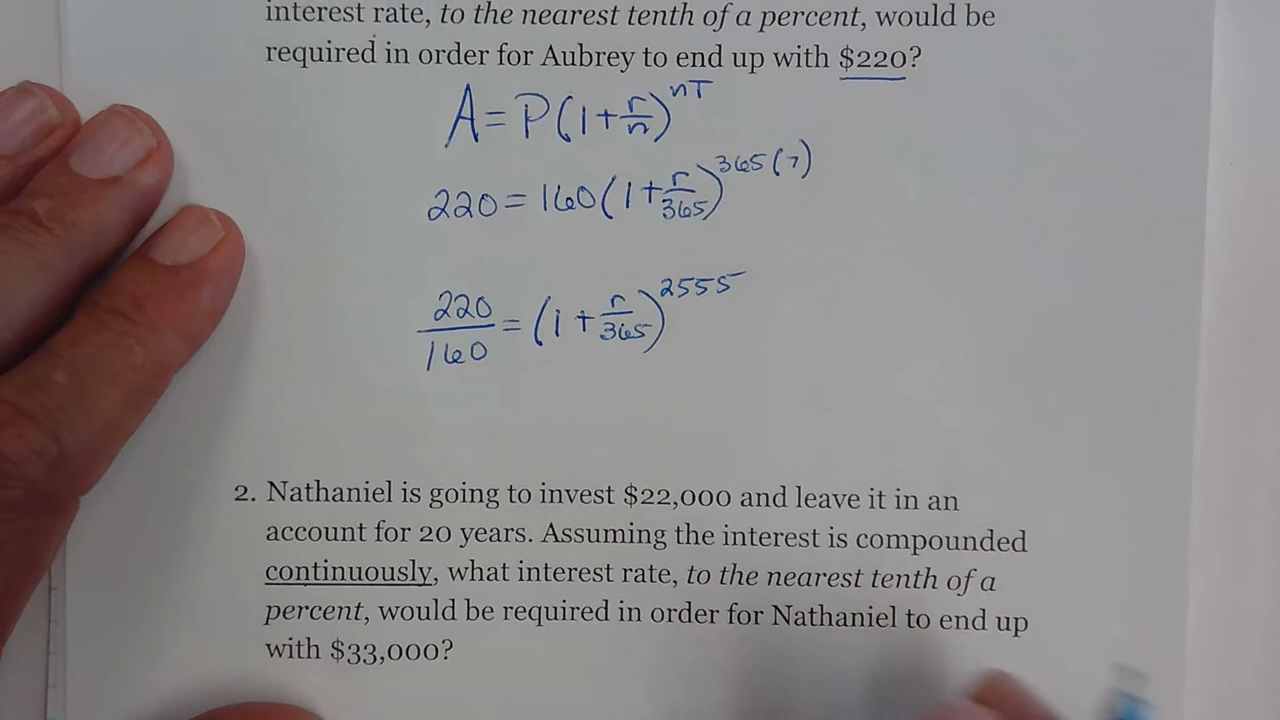 interest rate, to the nearest tenth of a percent, would be
required in order for Aubrey to end up with $220?
A=P(1+r/n)^nT
220=160(1+r/365)^365(7)
220/160=(1+r/365)^2555
2. Nathaniel is going to invest $22,000 and leave it in an
account for 20 years. Assuming the interest is compounded
continuously, what interest rate, to the nearest tenth of a
percent, would be required in order for Nathaniel to end up
with $33,000?